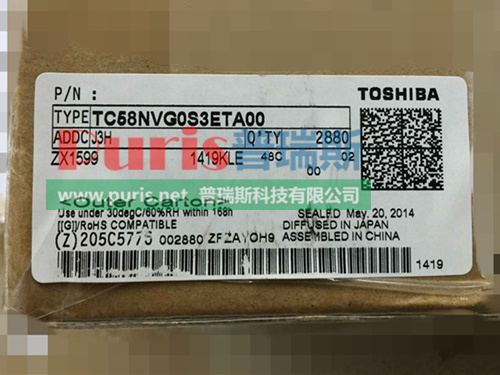 P/N :
TOSHIBA
TYPE TC58NVG0S3ETA00
ADDC J3H Q'TY 2880
ZX1599 1419KLE 48C 02
00
Puris 普瑞斯
www.puris.net 普瑞斯科技有限公司
<Outer Carton>
Use under 30degC/60%RH within 168h
SEALED May. 20, 2014
[[G]]/RoHS COMPATIBLE
DIFFUSED IN JAPAN
(Z) 205C5775 002880 ZFZAYOH9 ASSEMBLED IN CHINA
1419